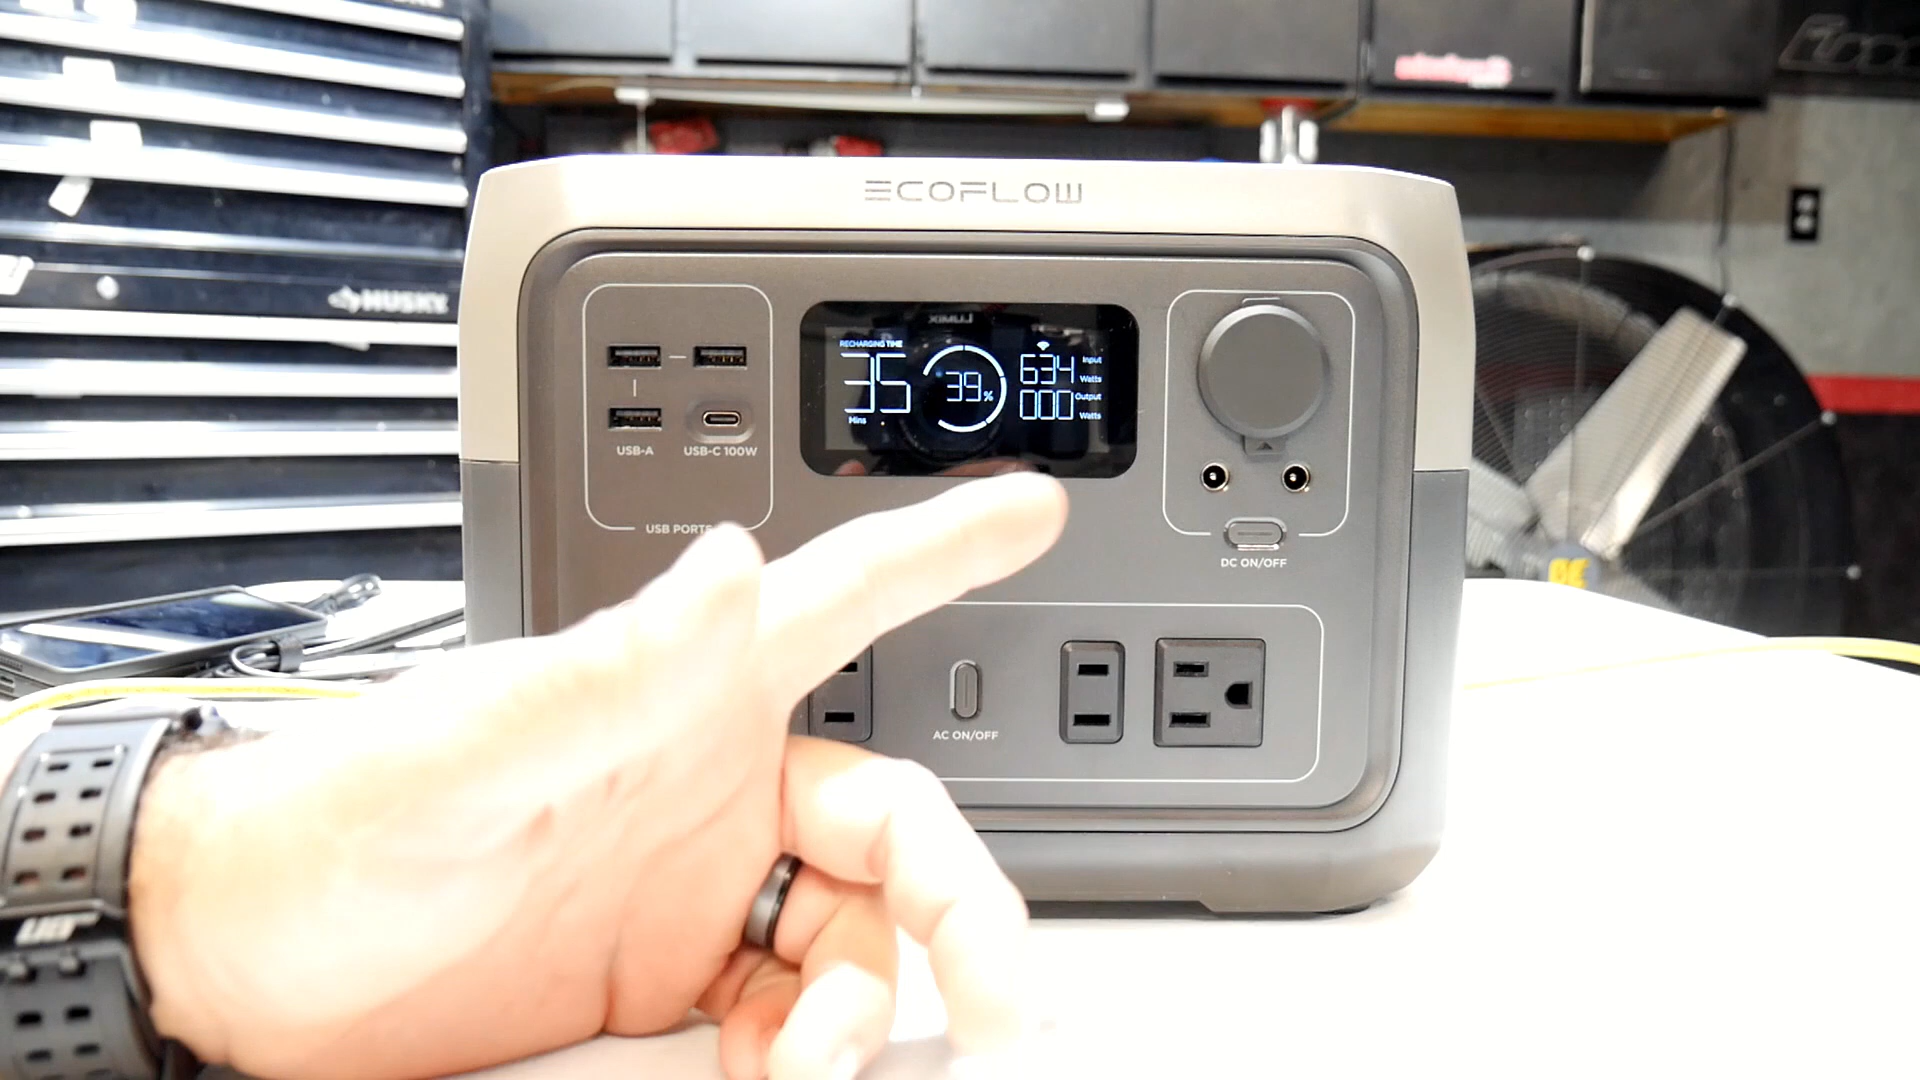 HUSKY
ECOFLOW
LUMIX
RECHARGING TIME
35
Mins
39%
634 Input Watts
000 Output Watts
USB-A
USB-C 100W
USB PORTS
DC ON/OFF
AC ON/OFF